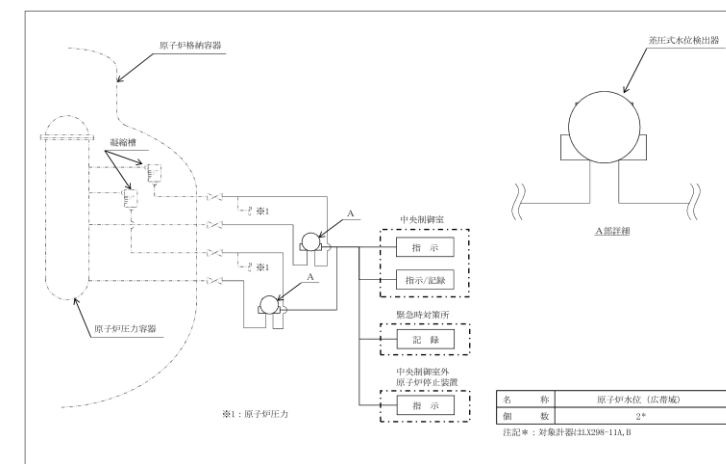 原子炉格納容器
差圧式水位検出器
凝縮槽
※1
A
中央制御室
指 示
A部詳細
指示/記録
※1
A
緊急時対策所
原子炉圧力容器
記 録
中央制御室外
原子炉停止装置
指 示
※1:原子炉圧力
名 称 原子炉水位(広帯域)
個 数 2*
注記*:対象計器はLX298-11A,B